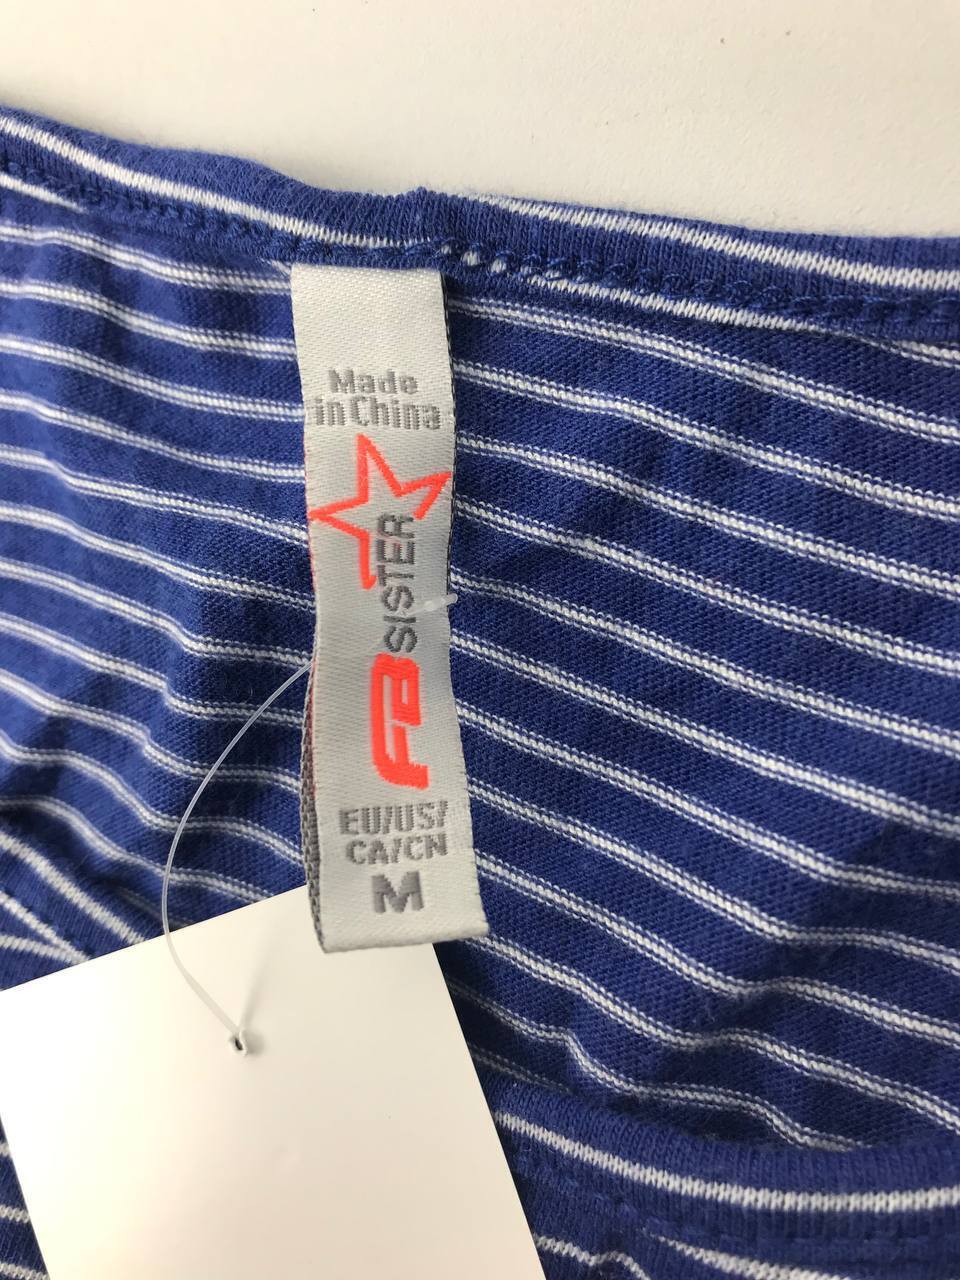 Made
in China
FB SISTER
EU/US/
CA/CN
M